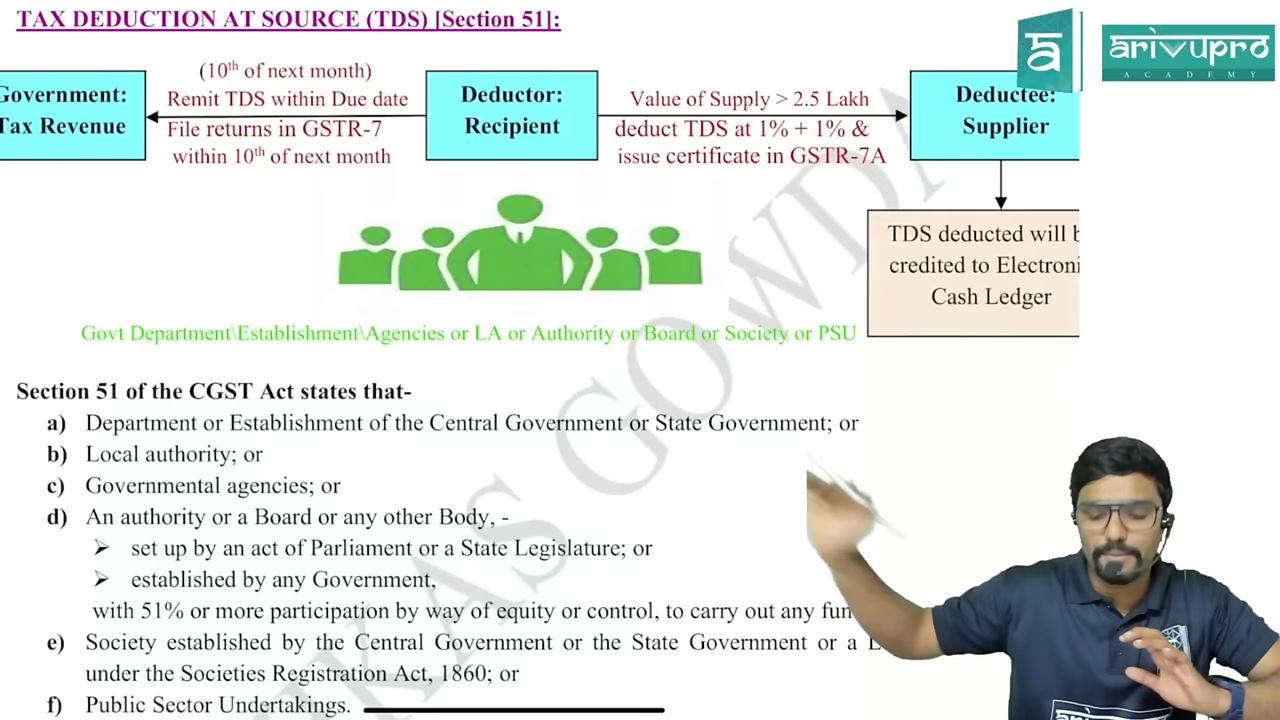 TAX DEDUCTION AT SOURCE (TDS) [Section 51]:
arivupro
ACADEMY
Government:
Tax Revenue
(10th of next month)
Remit TDS within Due date
File returns in GSTR-7
within 10th of next month
Deductor:
Recipient
Value of Supply > 2.5 Lakh
deduct TDS at 1% + 1% &
issue certificate in GSTR-7A
Deductee:
Supplier
TDS deducted will b
credited to Electroni
Cash Ledger
Govt Department\Establishment\Agencies or LA or Authority or Board or Society or PSU
Section 51 of the CGST Act states that-
a) Department or Establishment of the Central Government or State Government; or
b) Local authority; or
c) Governmental agencies; or
d) An authority or a Board or any other Body, -
➢ set up by an act of Parliament or a State Legislature; or
➢ established by any Government,
with 51% or more participation by way of equity or control, to carry out any fun
e) Society established by the Central Government or the State Government or a L
under the Societies Registration Act, 1860; or
f) Public Sector Undertakings.
KAS GOWDA